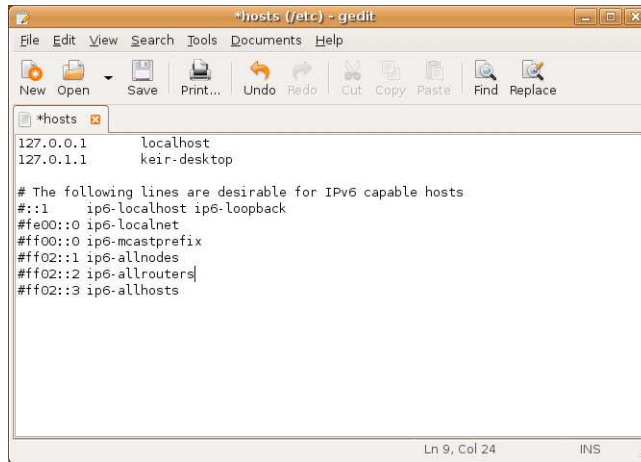 *hosts (/etc) - gedit
File Edit View Search Tools Documents Help
New Open Save Print... Undo Redo Cut Copy Paste Find Replace
*hosts
127.0.0.1 localhost
127.0.1.1 keir-desktop
# The following lines are desirable for IPv6 capable hosts
#::1 ip6-localhost ip6-loopback
#fe00::0 ip6-localnet
#ff00::0 ip6-mcastprefix
#ff02::1 ip6-allnodes
#ff02::2 ip6-allrouters
#ff02::3 ip6-allhosts
Ln 9, Col 24 INS